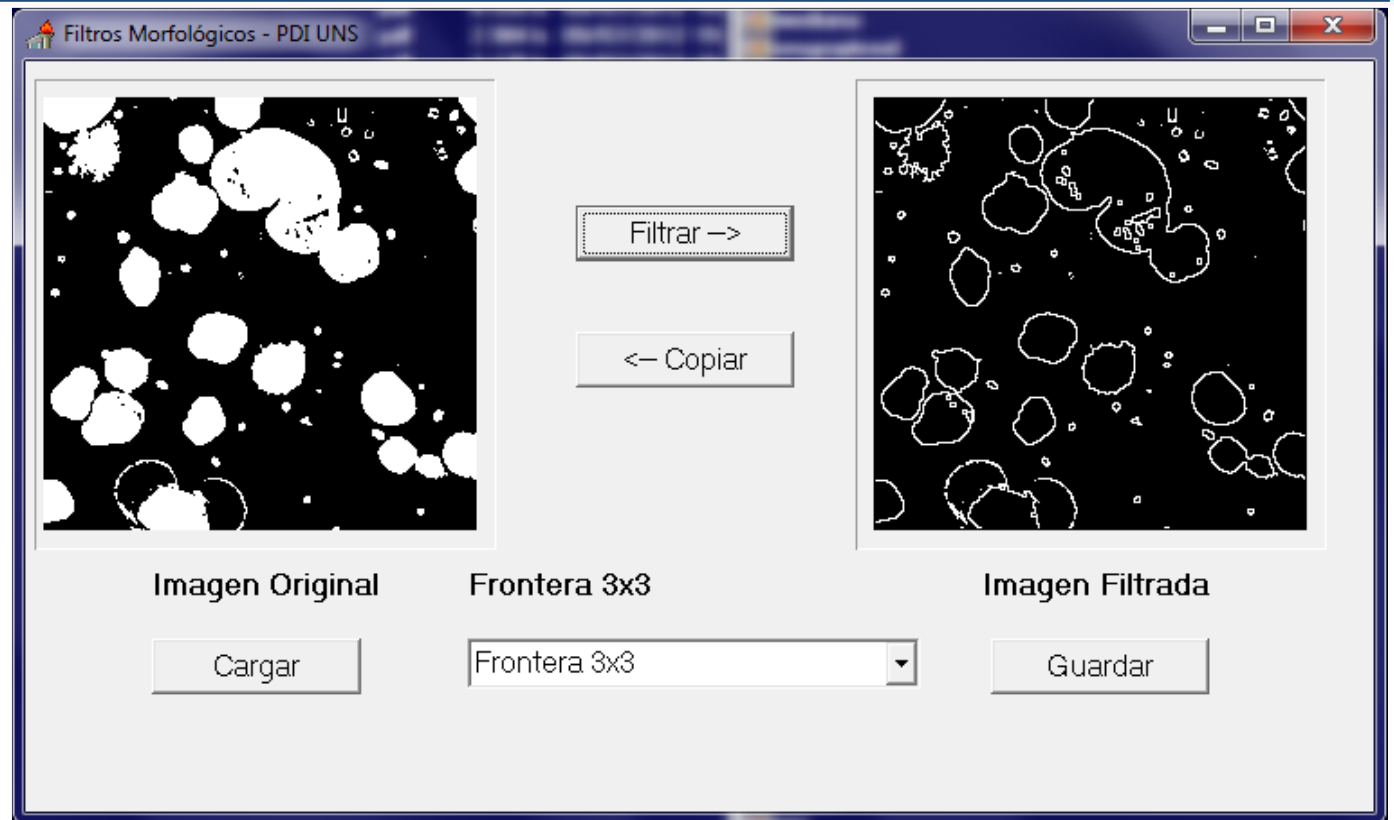 Filtros Morfológicos - PDI UNS
Filtrar —>
<— Copiar
Imagen Original
Frontera 3x3
Imagen Filtrada
Cargar
Frontera 3x3
Guardar